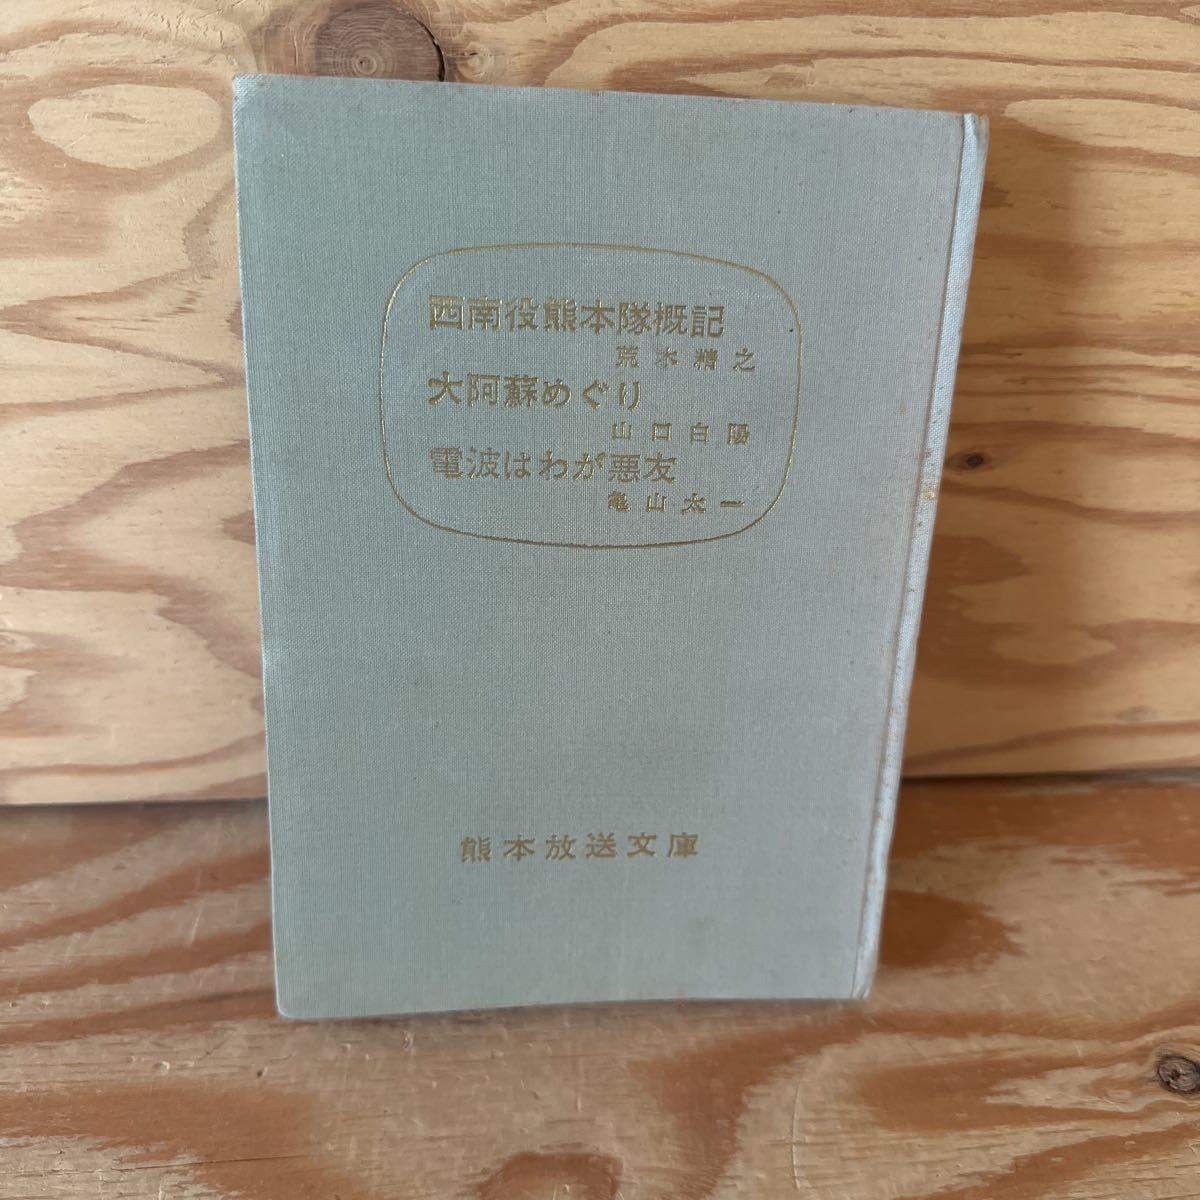 西南役熊本隊概記
荒木精之
大阿蘇めぐり
山口白陽
電波はわが悪友
亀山太一
熊本放送文庫